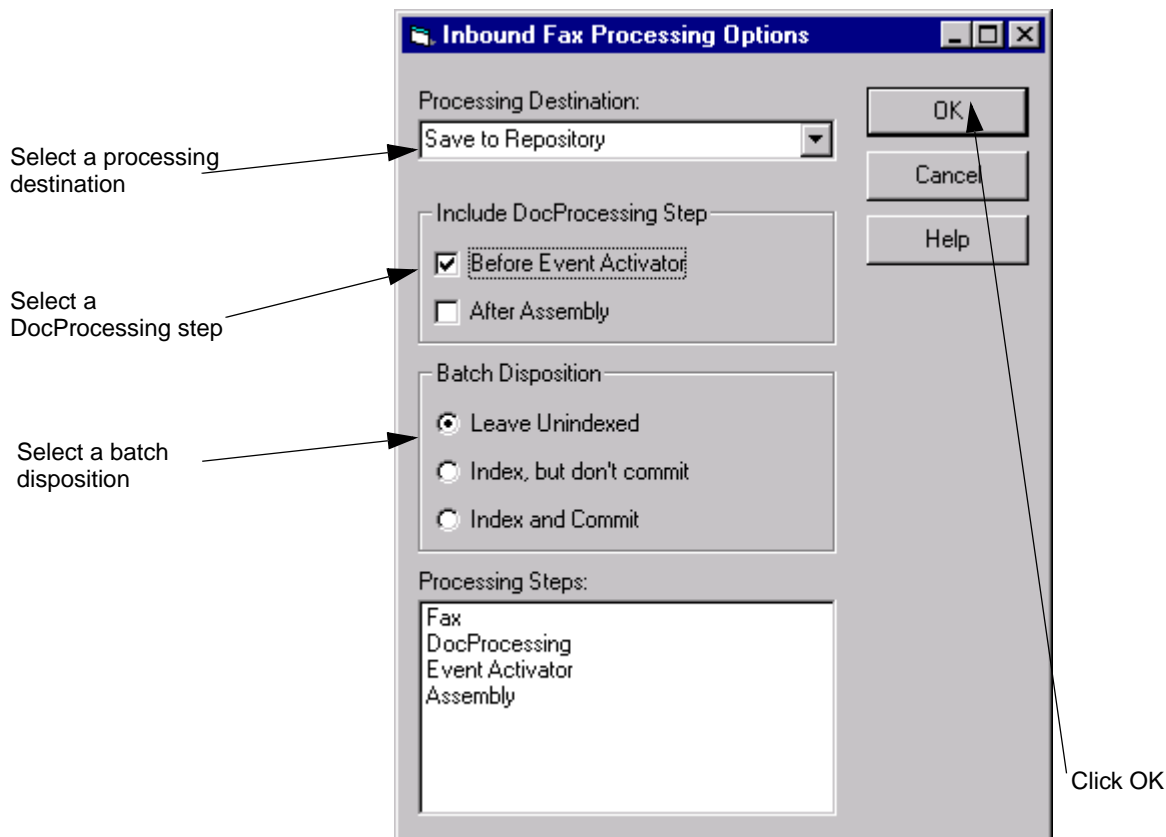 Inbound Fax Processing Options
Processing Destination:
Save to Repository
OK
Cancel
Help
Select a processing
destination
Include DocProcessing Step
Before Event Activator
After Assembly
Select a
DocProcessing step
Batch Disposition
Leave Unindexed
Index, but don't commit
Index and Commit
Select a batch
disposition
Processing Steps:
Fax
DocProcessing
Event Activator
Assembly
Click OK